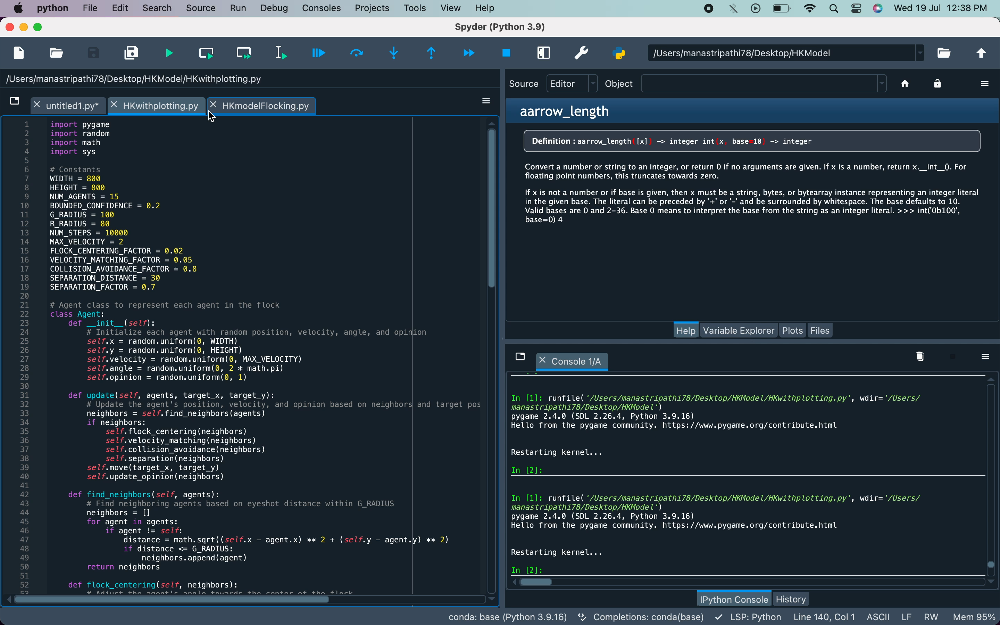 python File Edit Search Source Run Debug Consoles Projects Tools View Help Wed 19 Jul 12:38 PM
Spyder (Python 3.9)
/Users/manastripathi78/Desktop/HKModel
/Users/manastripathi78/Desktop/HKModel/HKwithplotting.py
untitled1.py* HKwithplotting.py HKmodelFlocking.py
1 import pygame
2 import random
3 import math
4 import sys
5
6 # Constants
7 WIDTH = 800
8 HEIGHT = 800
9 NUM_AGENTS = 15
10 BOUNDED_CONFIDENCE = 0.2
11 G_RADIUS = 100
12 R_RADIUS = 80
13 NUM_STEPS = 10000
14 MAX_VELOCITY = 2
15 FLOCK_CENTERING_FACTOR = 0.02
16 VELOCITY_MATCHING_FACTOR = 0.05
17 COLLISION_AVOIDANCE_FACTOR = 0.8
18 SEPARATION_DISTANCE = 30
19 SEPARATION_FACTOR = 0.7
20
21 # Agent class to represent each agent in the flock
22 class Agent:
23 def __init__(self):
24 # Initialize each agent with random position, velocity, angle, and opinion
25 self.x = random.uniform(0, WIDTH)
26 self.y = random.uniform(0, HEIGHT)
27 self.velocity = random.uniform(0, MAX_VELOCITY)
28 self.angle = random.uniform(0, 2 * math.pi)
29 self.opinion = random.uniform(0, 1)
30
31 def update(self, agents, target_x, target_y):
32 # Update the agent's position, velocity, and opinion based on neighbors and target pos
33 neighbors = self.find_neighbors(agents)
34 if neighbors:
35 self.flock_centering(neighbors)
36 self.velocity_matching(neighbors)
37 self.collision_avoidance(neighbors)
38 self.separation(neighbors)
39 self.move(target_x, target_y)
40 self.update_opinion(neighbors)
41
42 def find_neighbors(self, agents):
43 # Find neighboring agents based on eyeshot distance within G_RADIUS
44 neighbors = []
45 for agent in agents:
46 if agent != self:
47 distance = math.sqrt((self.x - agent.x) ** 2 + (self.y - agent.y) ** 2)
48 if distance <= G_RADIUS:
49 neighbors.append(agent)
50 return neighbors
51
52 def flock_centering(self, neighbors):
53 # Adjust the agent's angle towards the center of the flock
Source Editor Object
aarrow_length
Definition : aarrow_length([x]) -> integer int(x, base=10) -> integer
Convert a number or string to an integer, or return 0 if no arguments are given. If x is a number, return x.__int__(). For
floating point numbers, this truncates towards zero.
If x is not a number or if base is given, then x must be a string, bytes, or bytearray instance representing an integer literal
in the given base. The literal can be preceded by '+' or '-' and be surrounded by whitespace. The base defaults to 10.
Valid bases are 0 and 2-36. Base 0 means to interpret the base from the string as an integer literal. >>> int('0b100',
base=0) 4
Help Variable Explorer Plots Files
Console 1/A
In [1]: runfile('/Users/manastripathi78/Desktop/HKModel/HKwithplotting.py', wdir='/Users/
manastripathi78/Desktop/HKModel')
pygame 2.4.0 (SDL 2.26.4, Python 3.9.16)
Hello from the pygame community. https://www.pygame.org/contribute.html
Restarting kernel...
In [2]:
In [1]: runfile('/Users/manastripathi78/Desktop/HKModel/HKwithplotting.py', wdir='/Users/
manastripathi78/Desktop/HKModel')
pygame 2.4.0 (SDL 2.26.4, Python 3.9.16)
Hello from the pygame community. https://www.pygame.org/contribute.html
Restarting kernel...
In [2]:
IPython Console History
conda: base (Python 3.9.16) Completions: conda(base) LSP: Python Line 140, Col 1 ASCII LF RW Mem 95%